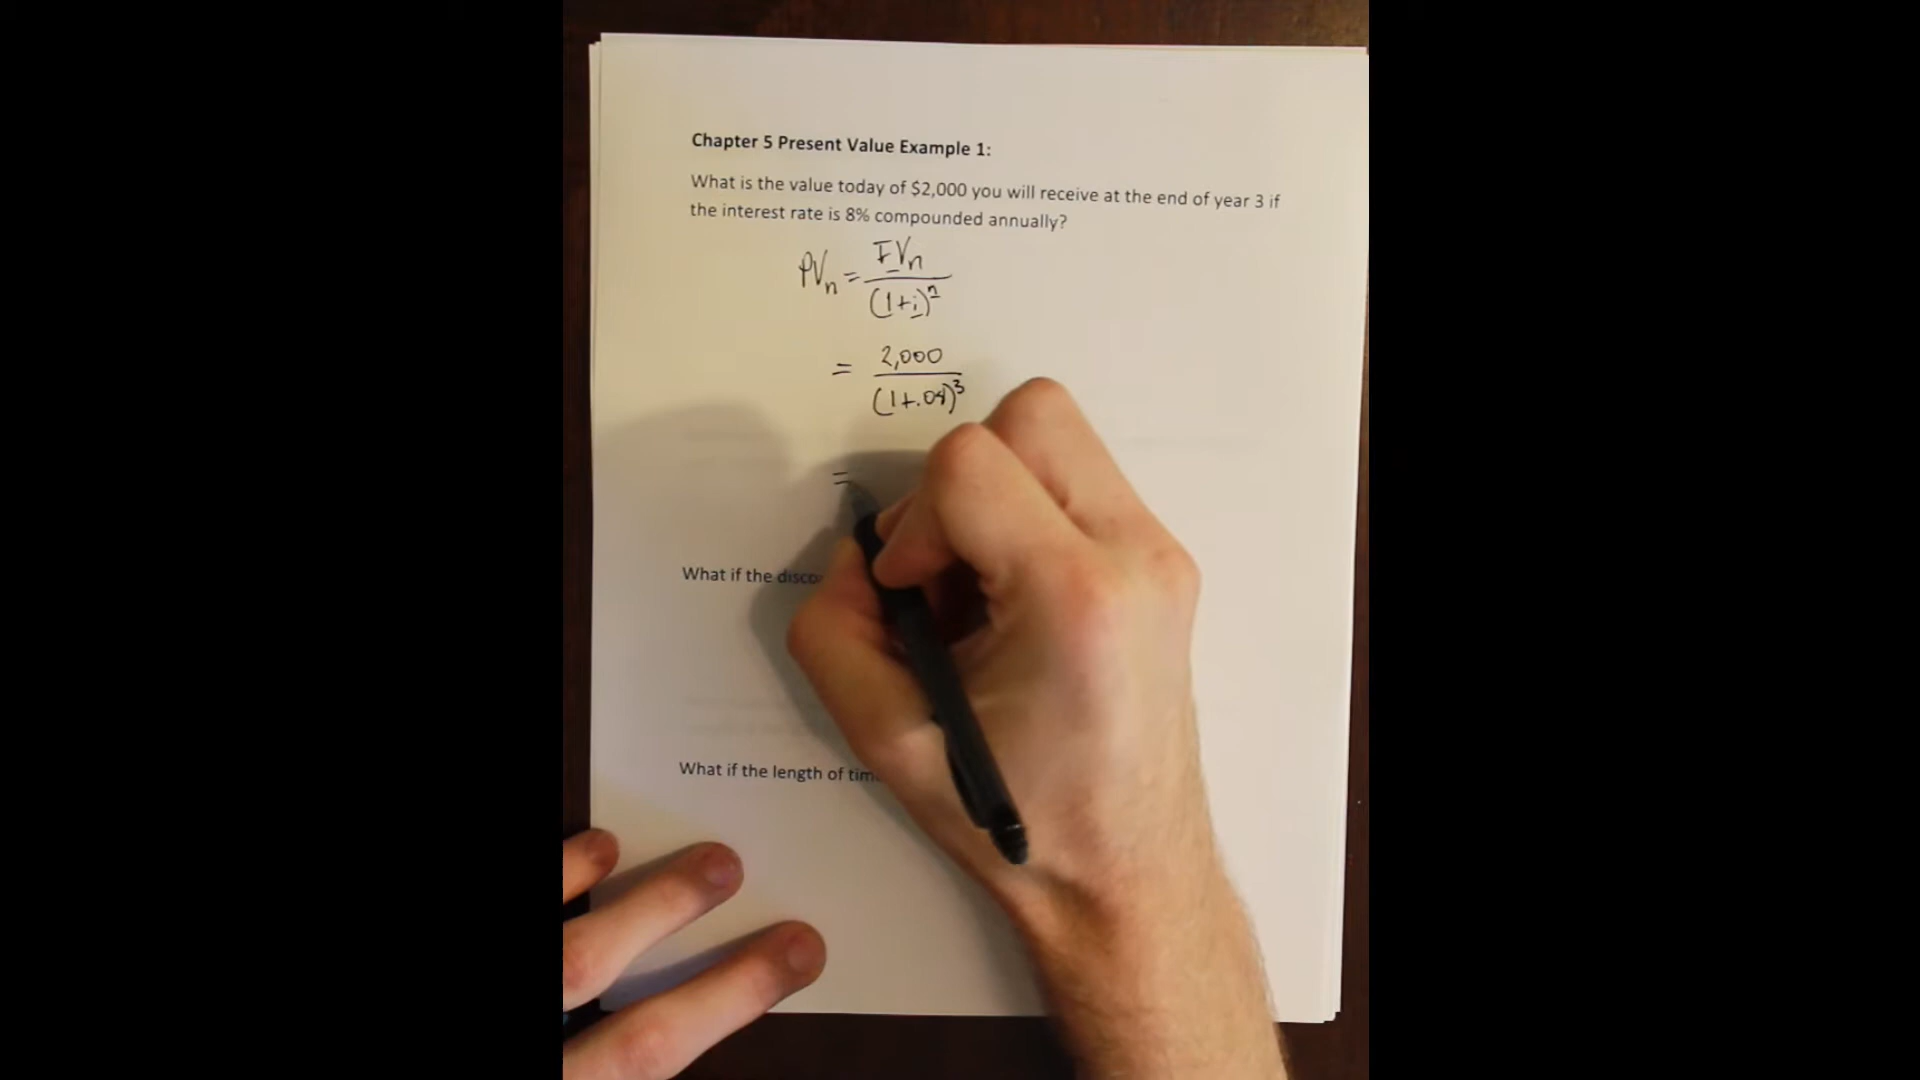 Chapter 5 Present Value Example 1:
What is the value today of $2,000 you will receive at the end of year 3 if
the interest rate is 8% compounded annually?
PVn = FVn / (1+i)^n
= 2,000 / (1+.08)^3
=
What if the
What if the length of